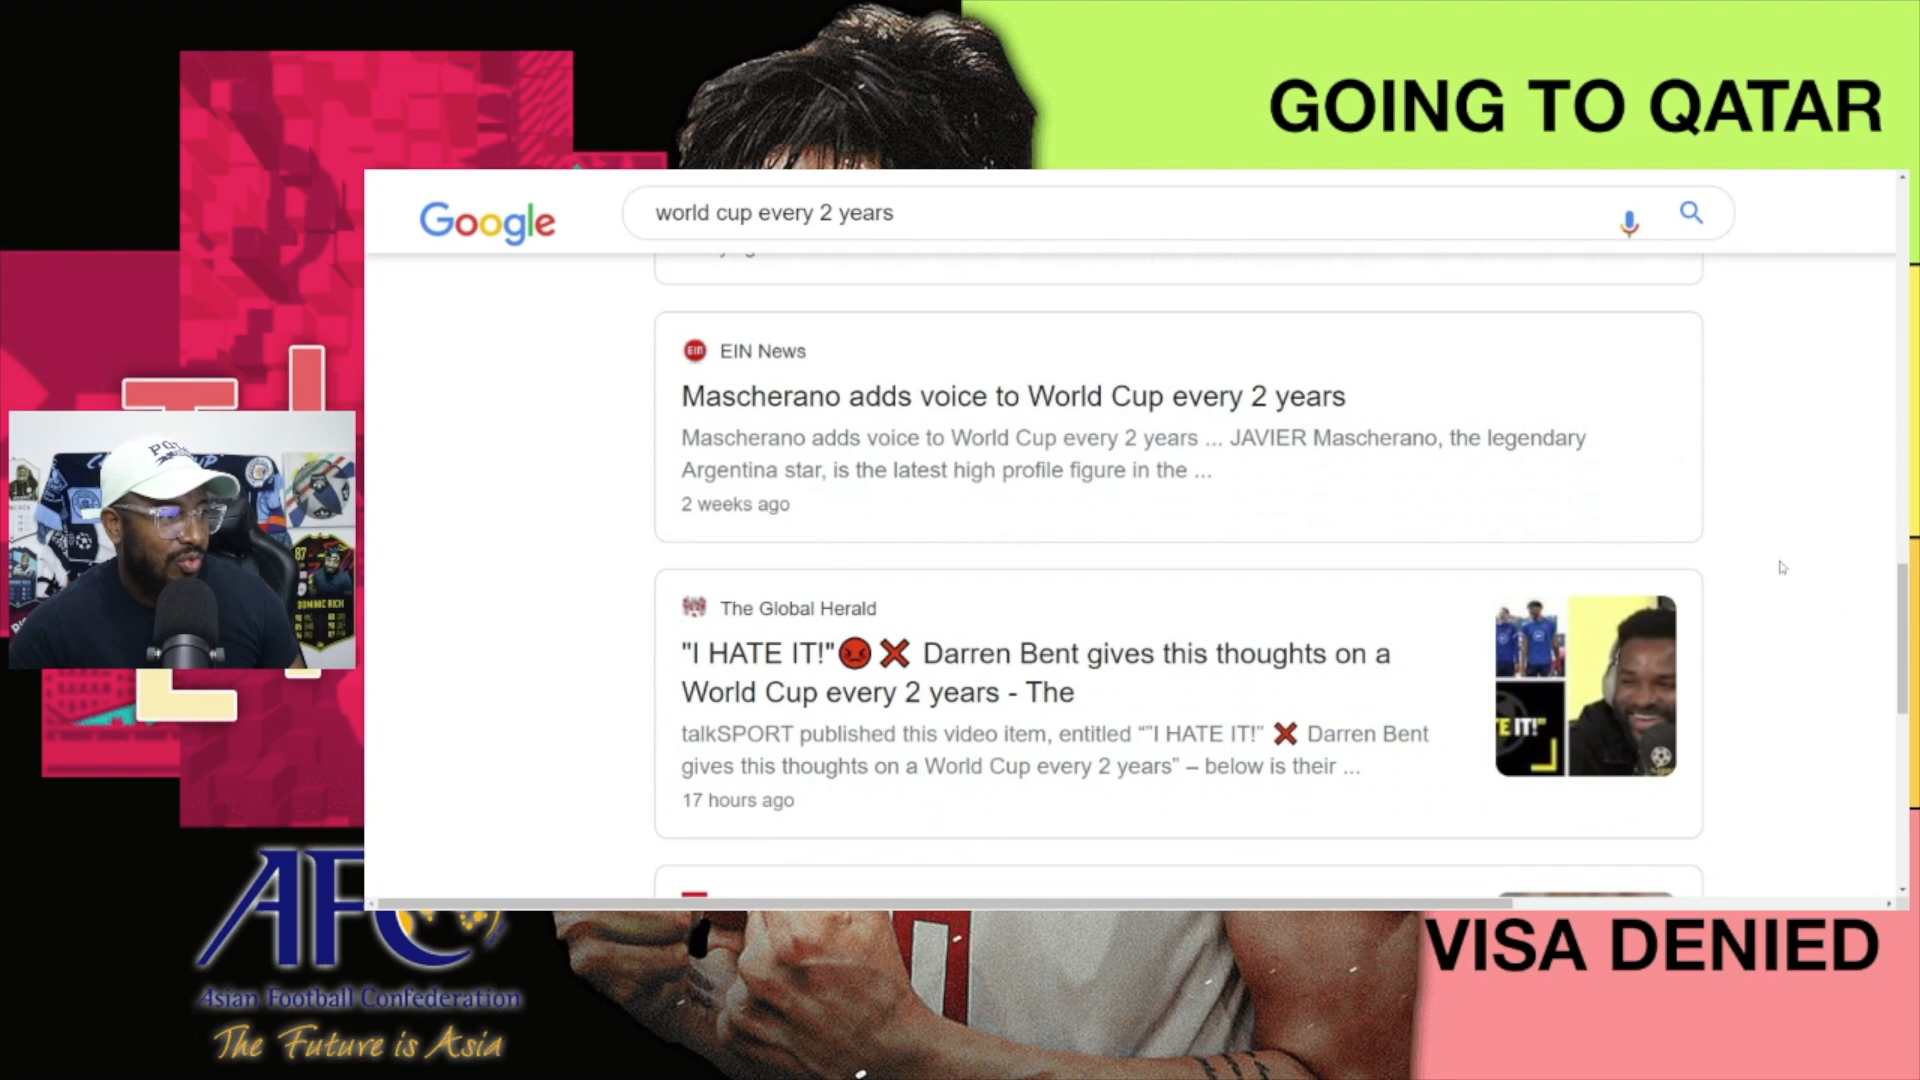 GOING TO QATAR
Google
world cup every 2 years
EIN
EIN News
Mascherano adds voice to World Cup every 2 years
Mascherano adds voice to World Cup every 2 years ... JAVIER Mascherano, the legendary
Argentina star, is the latest high profile figure in the ...
2 weeks ago
The Global Herald
"I HATE IT!"😡❌ Darren Bent gives this thoughts on a
World Cup every 2 years - The
talkSPORT published this video item, entitled “"I HATE IT!" ❌ Darren Bent
gives this thoughts on a World Cup every 2 years” – below is their ...
17 hours ago
IT!"
87
DOMINIC RICH
VISA DENIED
AFC
Asian Football Confederation
The Future is Asia